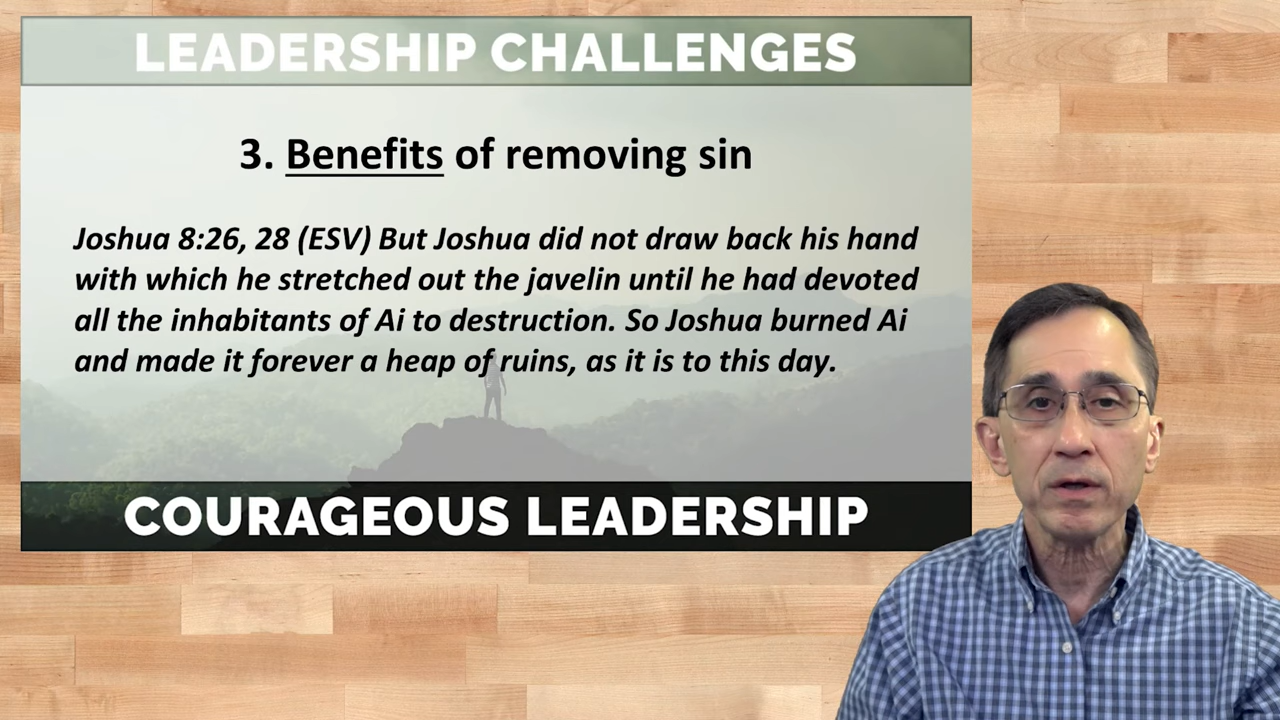 LEADERSHIP CHALLENGES
3. Benefits of removing sin
Joshua 8:26, 28 (ESV) But Joshua did not draw back his hand
with which he stretched out the javelin until he had devoted
all the inhabitants of Ai to destruction. So Joshua burned Ai
and made it forever a heap of ruins, as it is to this day.
COURAGEOUS LEADERSHIP